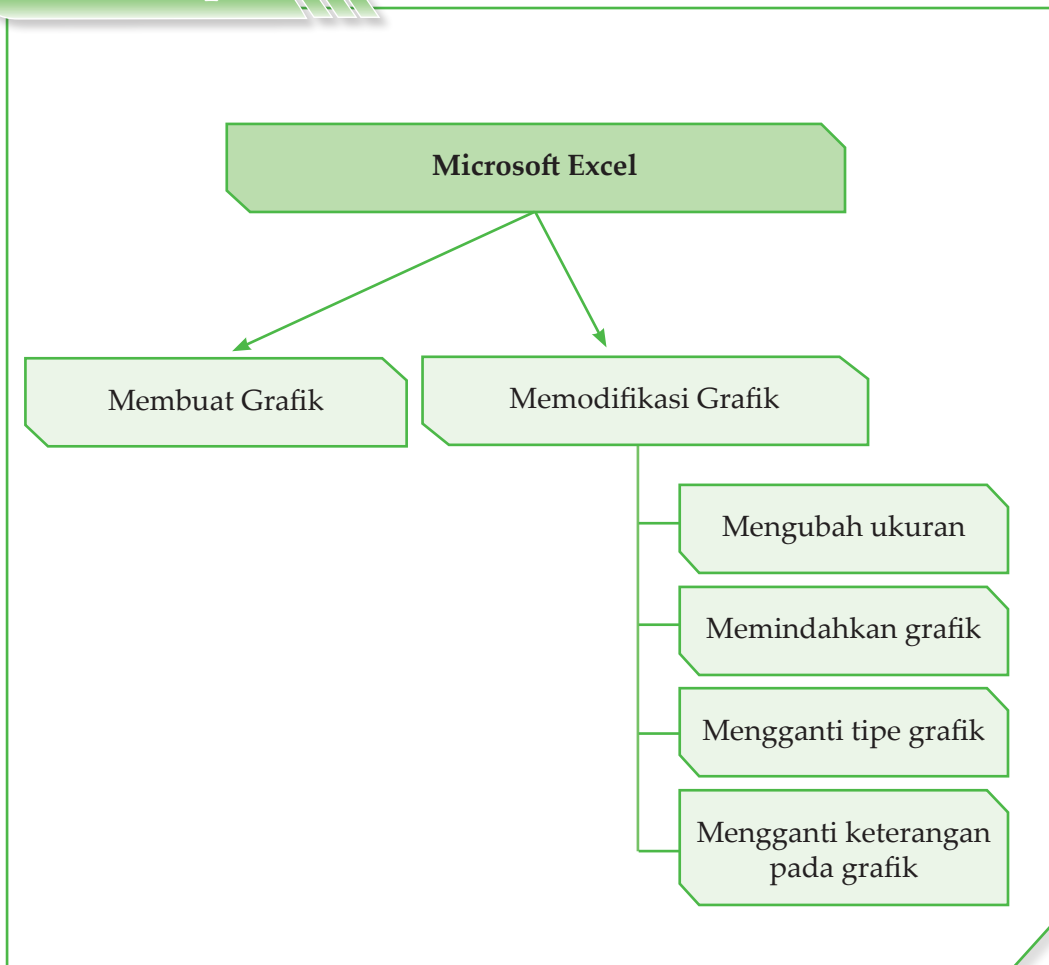 Microsoft Excel
Membuat Grafik
Memodifikasi Grafik
Mengubah ukuran
Memindahkan grafik
Mengganti tipe grafik
Mengganti keterangan
pada grafik